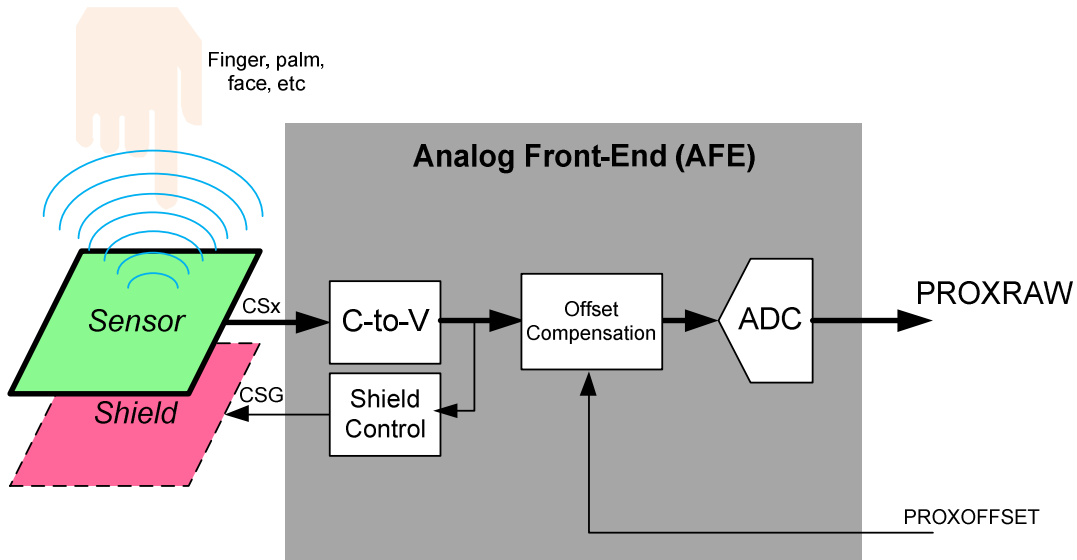 Finger, palm,
face, etc
Analog Front-End (AFE)
Sensor
CSx
C-to-V
Offset
Compensation
ADC
PROXRAW
Shield
CSG
Shield
Control
PROXOFFSET